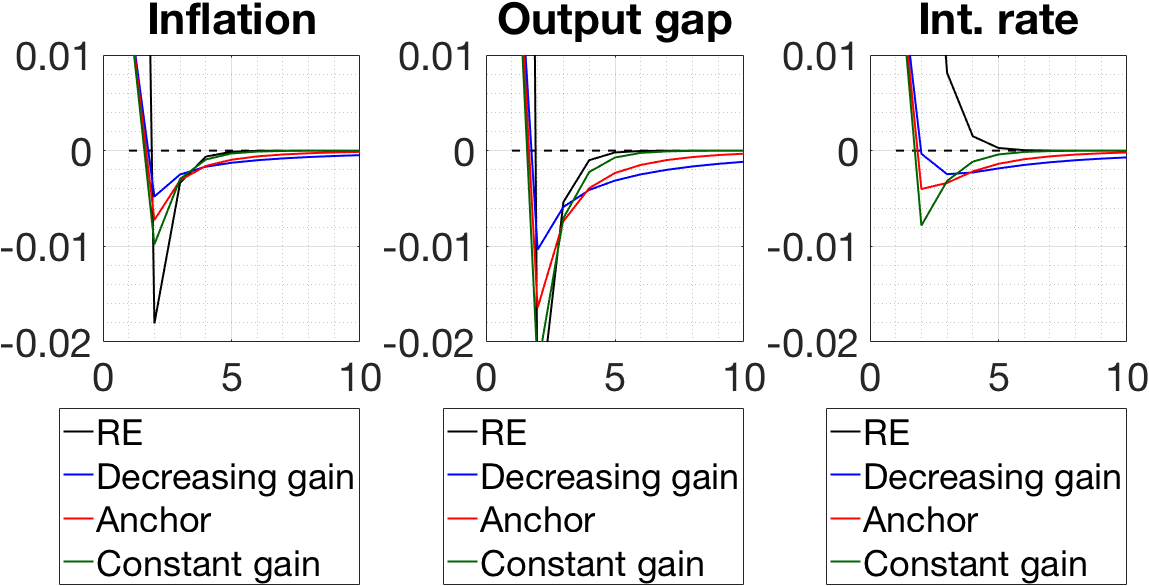 Inflation
0.01
0
-0.01
-0.02
0 5 10
RE
Decreasing gain
Anchor
Constant gain
Output gap
0.01
0
-0.01
-0.02
0 5 10
RE
Decreasing gain
Anchor
Constant gain
Int. rate
0.01
0
-0.01
-0.02
0 5 10
RE
Decreasing gain
Anchor
Constant gain